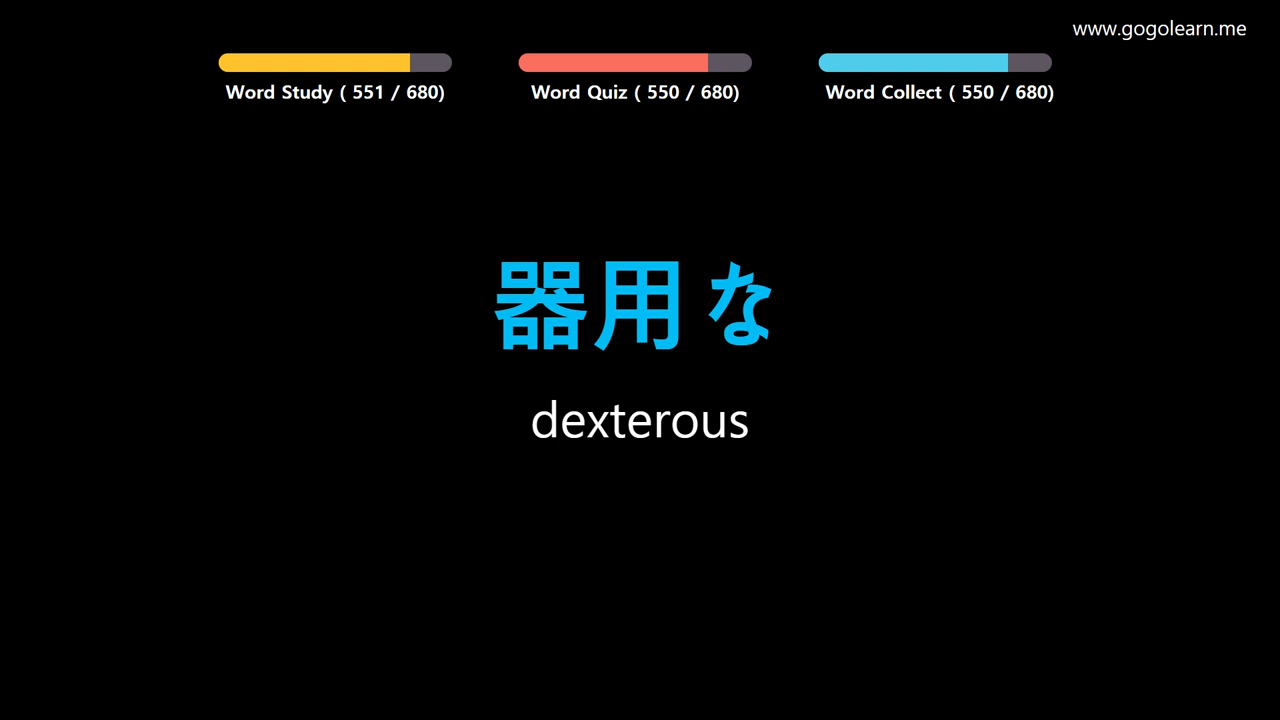 www.gogolearn.me
Word Study ( 551 / 680)
Word Quiz ( 550 / 680)
Word Collect ( 550 / 680)
器用な
dexterous